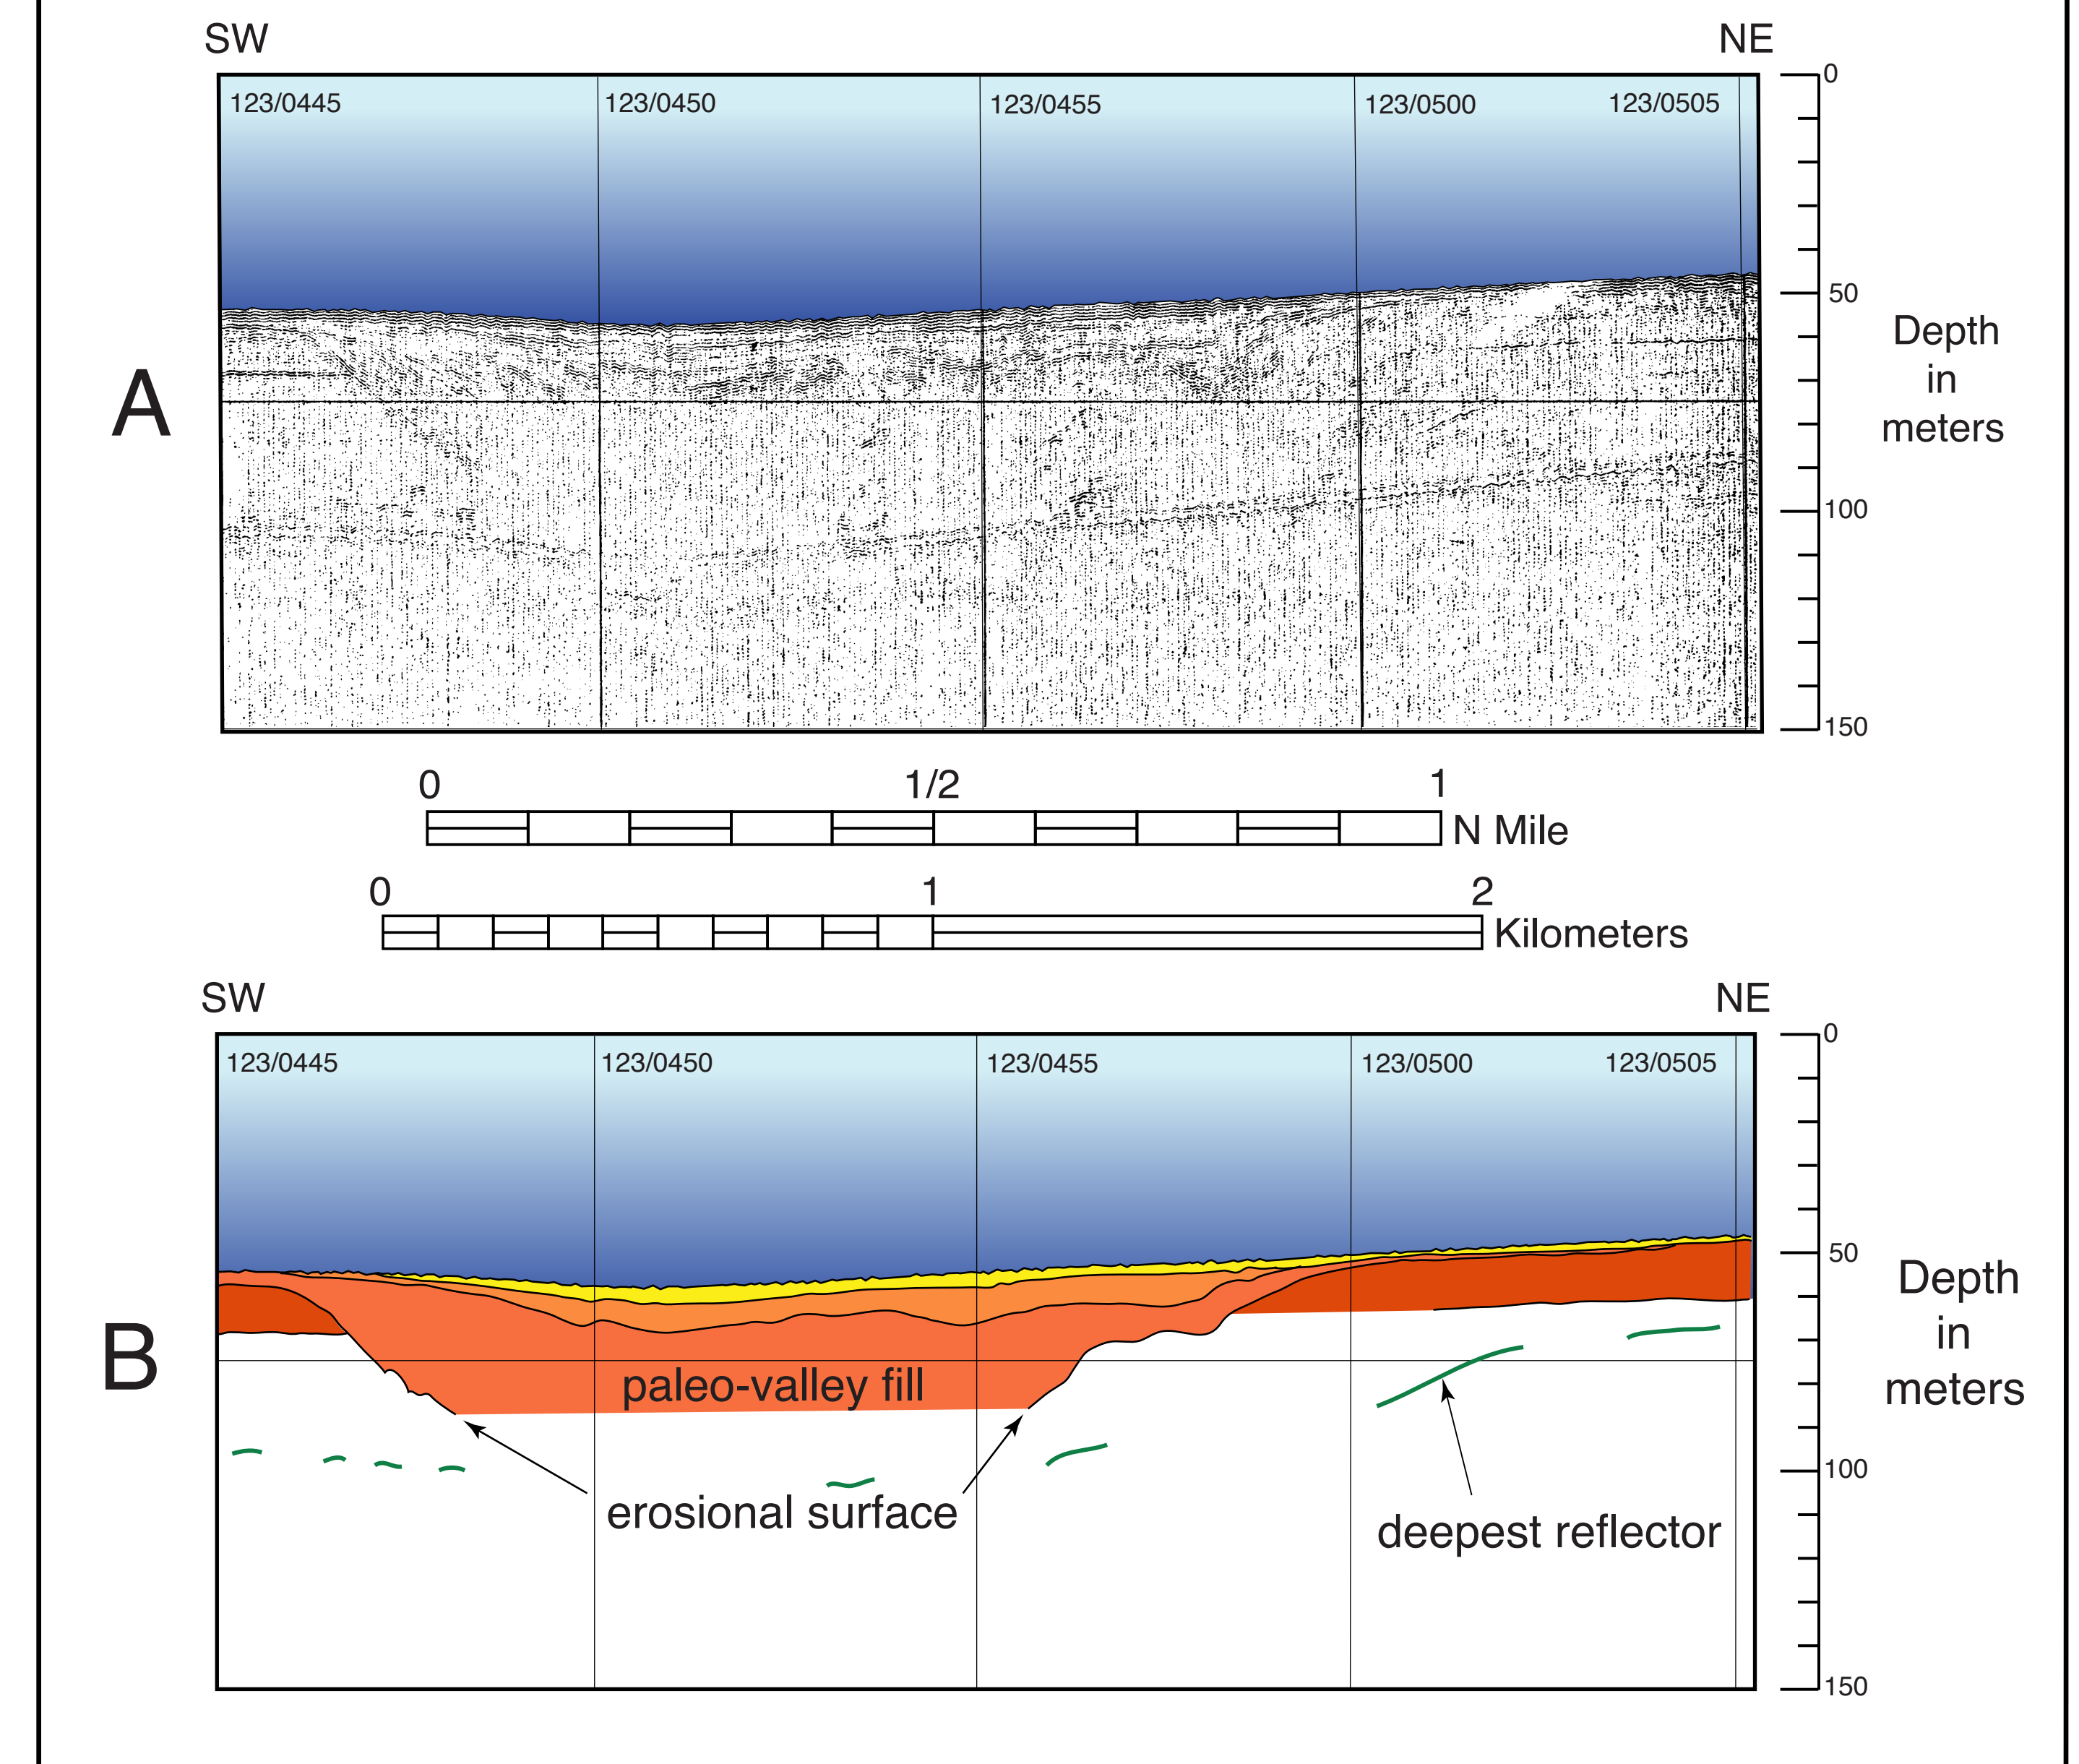 SW NE
123/0445 123/0450 123/0455 123/0500 123/0505
0
50
100
150
Depth
in
meters
A
0 1/2 1
N Mile
0 1 2
Kilometers
SW NE
123/0445 123/0450 123/0455 123/0500 123/0505
0
50
100
150
Depth
in
meters
B
paleo-valley fill
erosional surface
deepest reflector